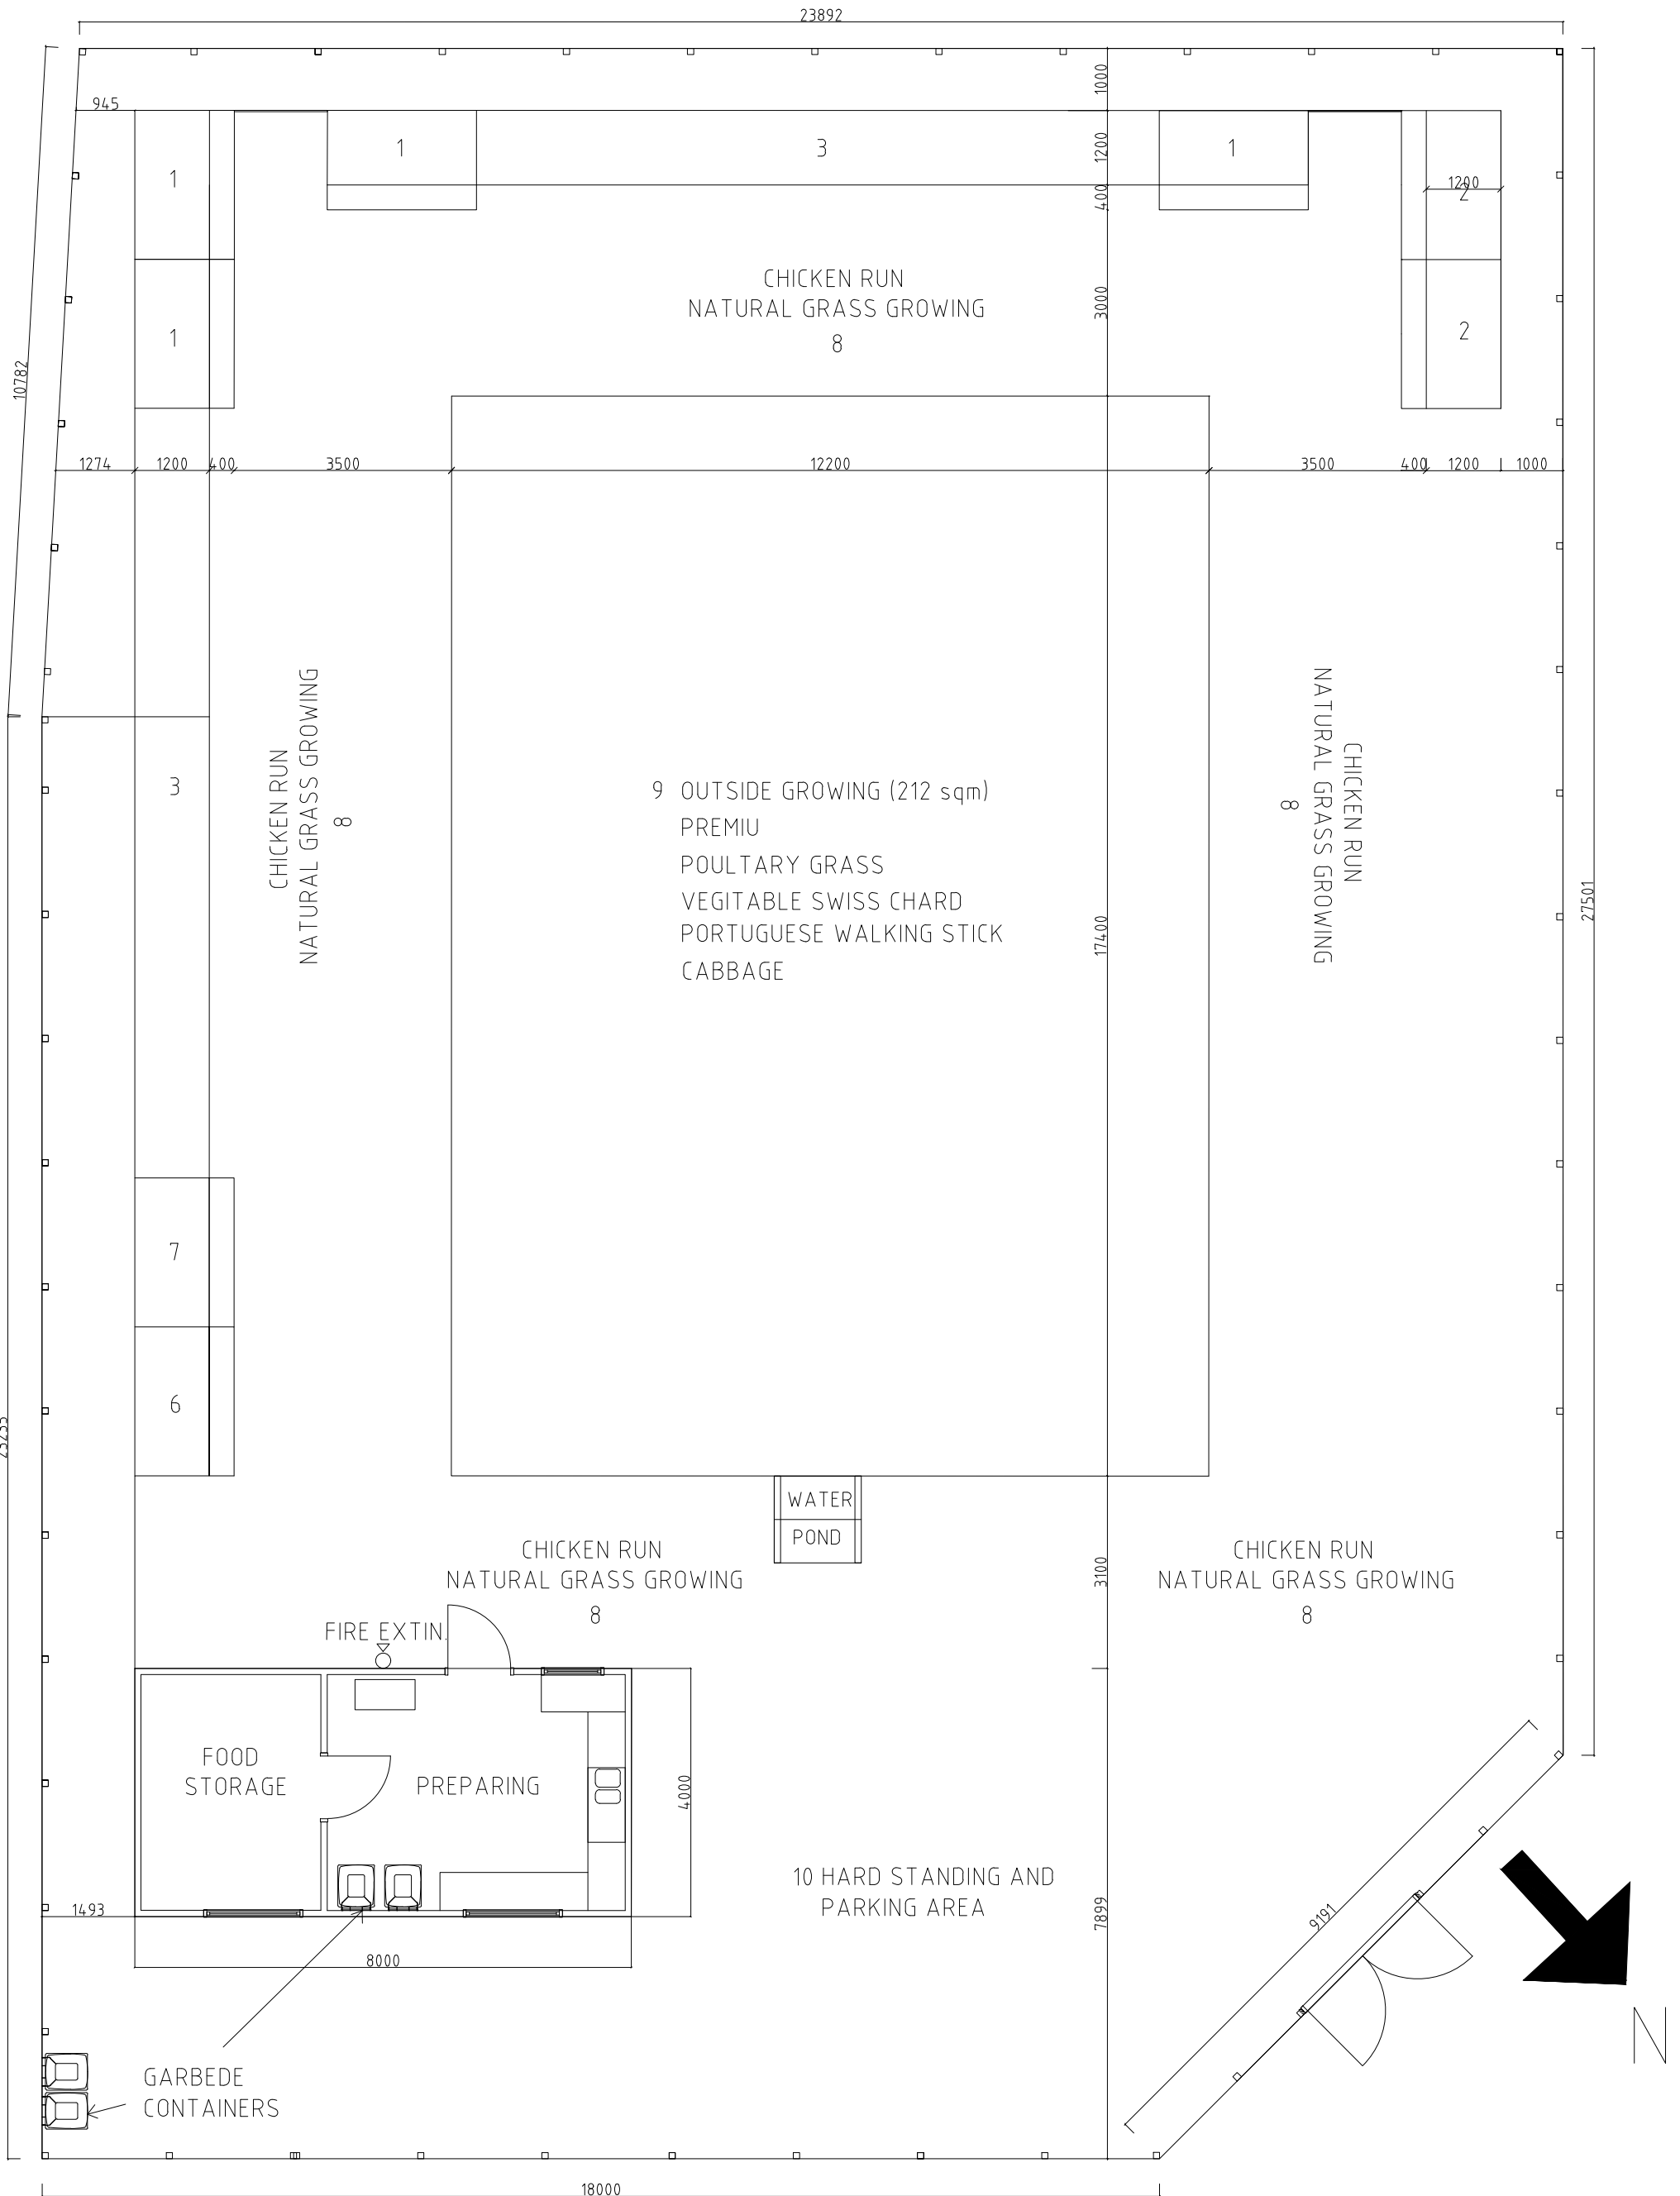 23892
1000
945
1
3
1
1
1200
1200
2
400
CHICKEN RUN
NATURAL GRASS GROWING
8
3000
1
2
10782
1274
1200
400
3500
12200
3500
400
1200
1000
CHICKEN RUN
NATURAL GRASS GROWING
8
3
9 OUTSIDE GROWING (212 sqm)
PREMIU
POULTARY GRASS
VEGITABLE SWISS CHARD
PORTUGUESE WALKING STICK
CABBAGE
17400
CHICKEN RUN
NATURAL GRASS GROWING
8
27501
7
6
WATER
POND
CHICKEN RUN
NATURAL GRASS GROWING
8
3100
CHICKEN RUN
NATURAL GRASS GROWING
8
FIRE EXTIN.
FOOD
STORAGE
PREPARING
4000
10 HARD STANDING AND
PARKING AREA
7899
9191
1493
8000
GARBEDE
CONTAINERS
N
18000